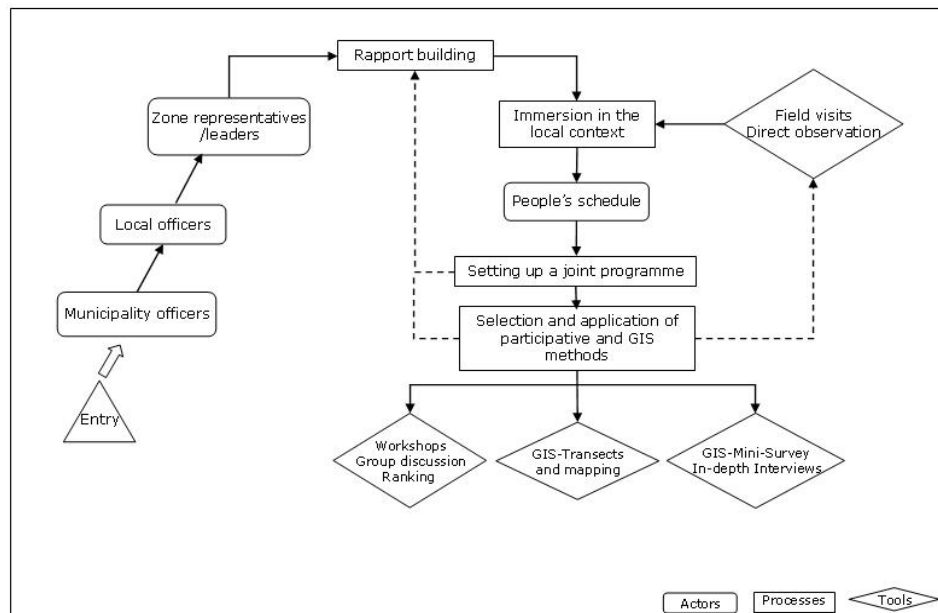 Rapport building
Zone representatives
/leaders
Immersion in the
local context
Field visits
Direct observation
People's schedule
Local officers
Setting up a joint programme
Municipality officers
Selection and application of
participative and GIS
methods
Entry
Workshops
Group discussion
Ranking
GIS-Transects
and mapping
GIS-Mini-Survey
In-depth Interviews
Actors
Processes
Tools